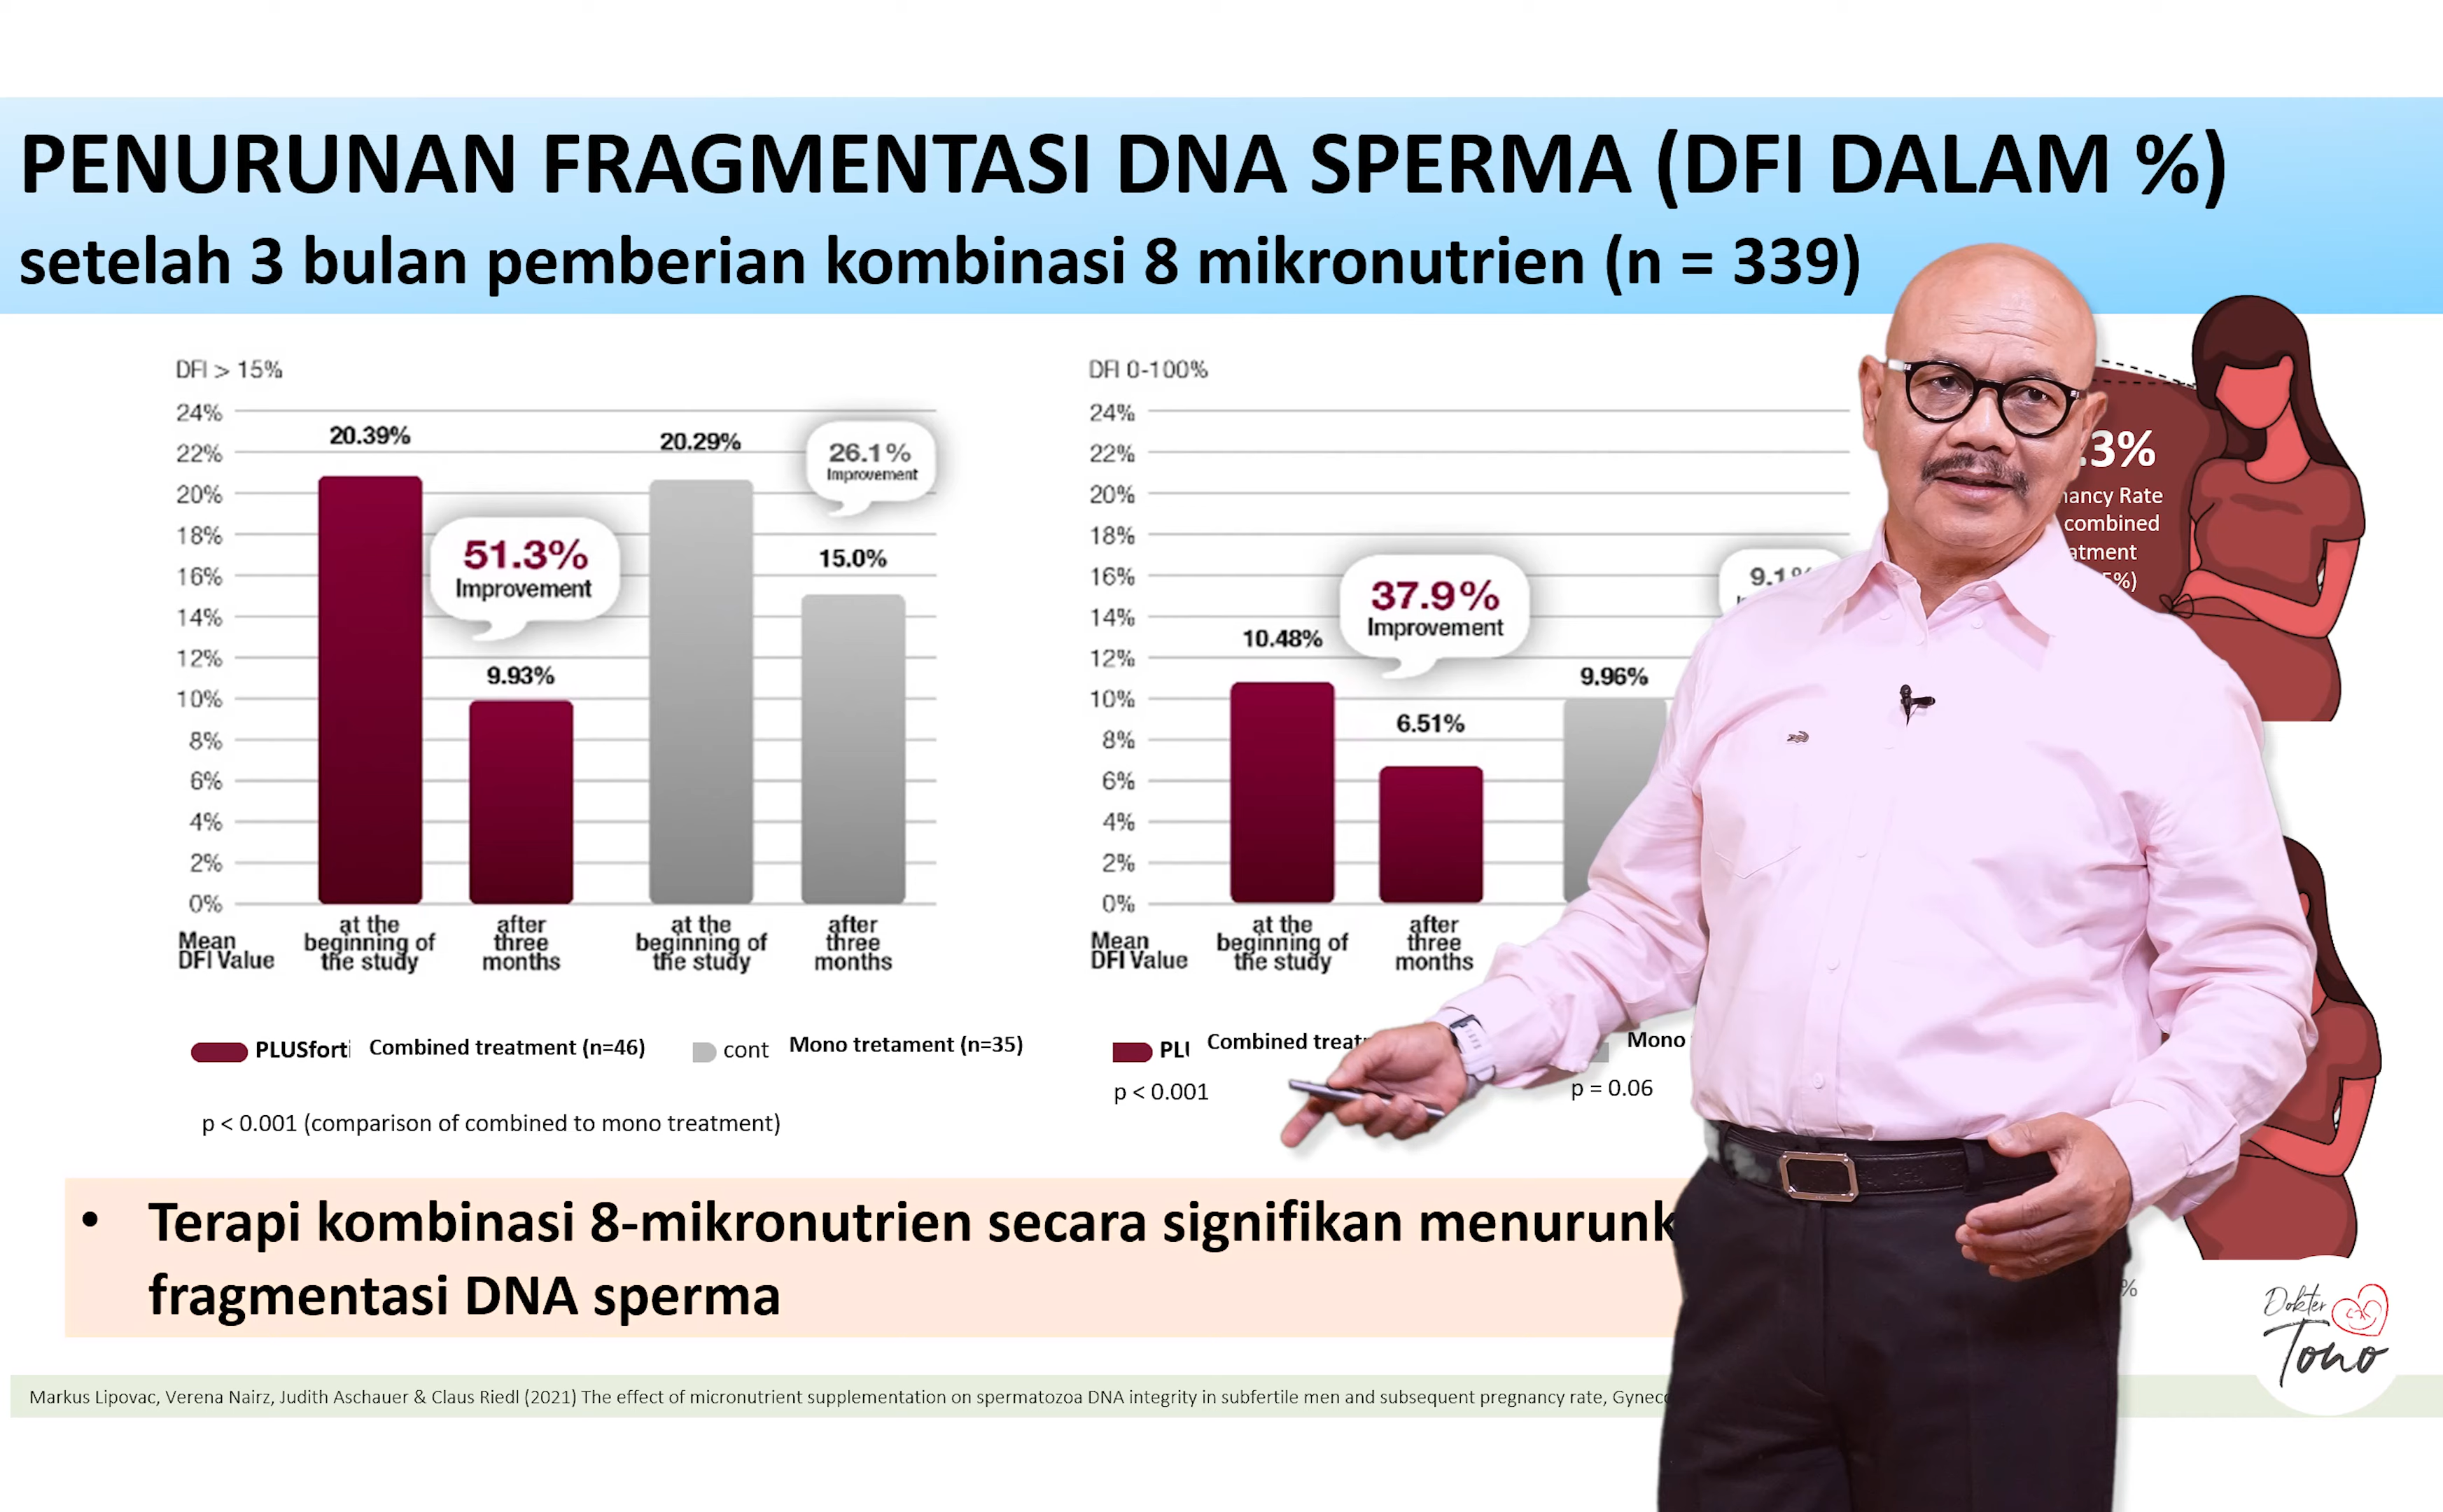 PENURUNAN FRAGMENTASI DNA SPERMA (DFI DALAM %)
setelah 3 bulan pemberian kombinasi 8 mikronutrien (n = 339)
DFI > 15%
24%
22%
20%
18%
16%
14%
12%
10%
8%
6%
4%
2%
0%
20.39%
51.3%
Improvement
9.93%
20.29%
26.1%
Improvement
15.0%
Mean
DFI Value
at the
beginning of
the study
after
three
months
at the
beginning of
the study
after
three
months
PLUSfort Combined treatment (n=46)
cont Mono tretament (n=35)
p < 0.001 (comparison of combined to mono treatment)
DFI 0-100%
24%
22%
20%
18%
16%
14%
12%
10%
8%
6%
4%
2%
0%
10.48%
37.9%
Improvement
6.51%
9.96%
9.1%
Mean
DFI Value
at the
beginning of
the study
after
three
months
Combined
Mono
p < 0.001
p = 0.06
.3%
Rate
combined
%)
• Terapi kombinasi 8-mikronutrien secara signifikan
fragmentasi DNA sperma
%
Markus Lipovac, Verena Nairz, Judith Aschauer & Claus Riedl (2021) The effect of micronutrient supplementation on spermatozoa DNA integrity in subfertile men and subsequent pregnancy rate,
Dokter
Tono